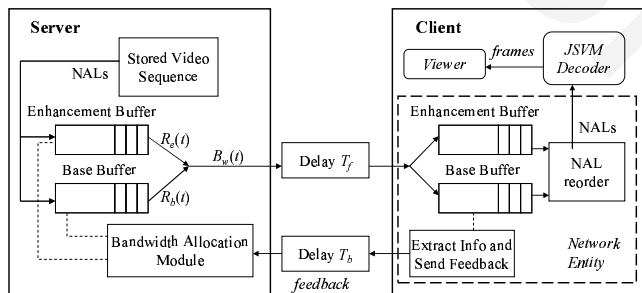 Server
Stored Video
Sequence
NALs
Enhancement Buffer
R_e(t)
Base Buffer
R_b(t)
B_w(t)
Bandwidth Allocation
Module
Delay T_f
Delay T_b
feedback
Client
Viewer
frames
JSVM
Decoder
Enhancement Buffer
NALs
Base Buffer
NAL
reorder
Extract Info and
Send Feedback
Network
Entity